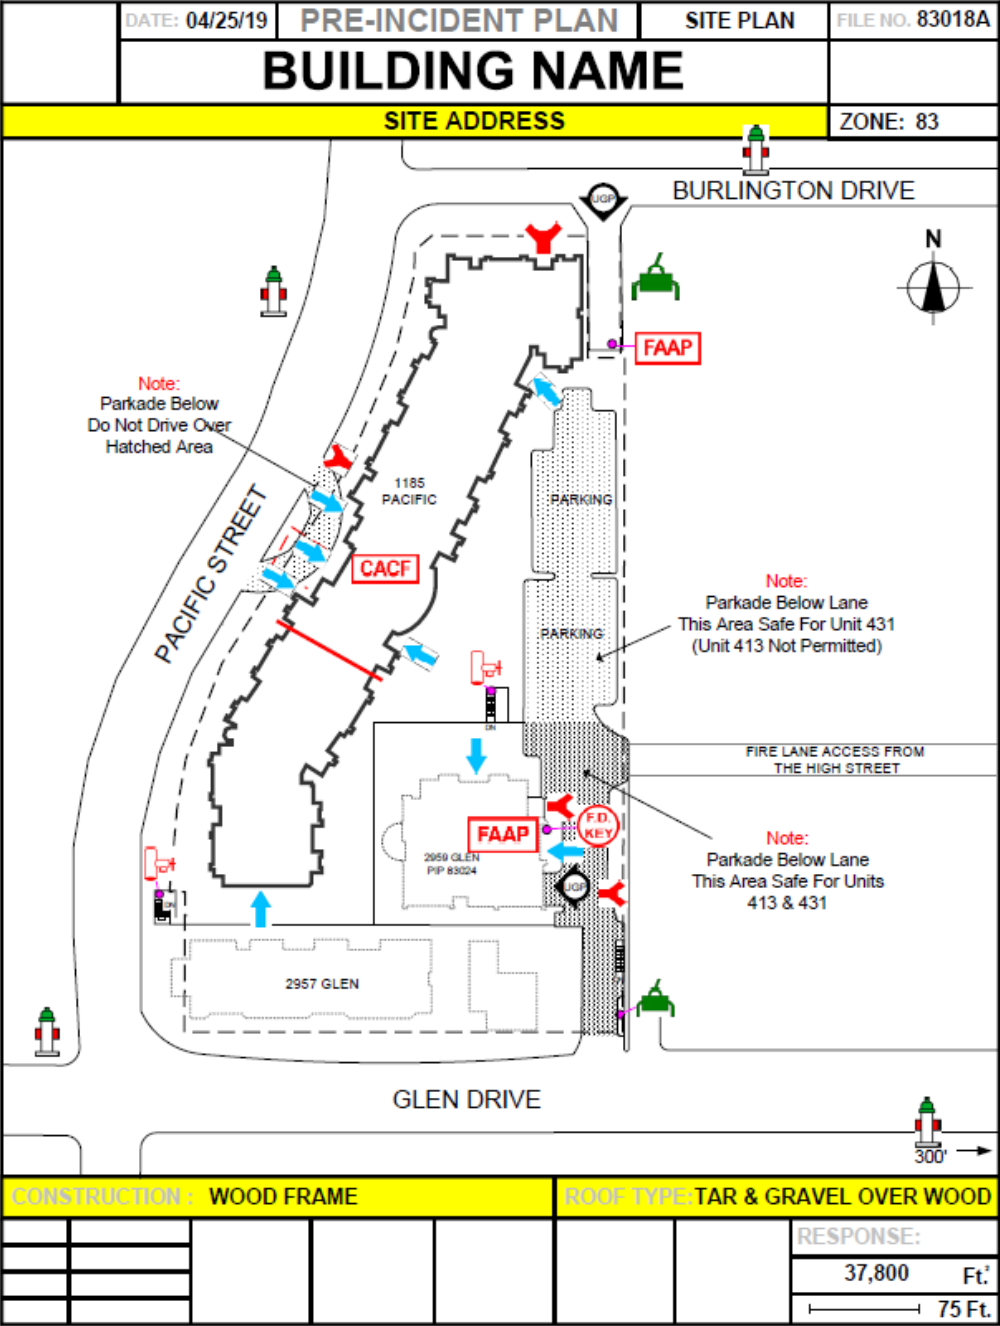 DATE: 04/25/19
PRE-INCIDENT PLAN
SITE PLAN
FILE NO. 83018A
BUILDING NAME
SITE ADDRESS
ZONE: 83
BURLINGTON DRIVE
UGP
N
FAAP
Note:
Parkade Below
Do Not Drive Over
Hatched Area
1185
PACIFIC
PARKING
PACIFIC STREET
CACF
Note:
Parkade Below Lane
This Area Safe For Unit 431
(Unit 413 Not Permitted)
PARKING
DN
FIRE LANE ACCESS FROM
THE HIGH STREET
FAAP
F.D.
KEY
Note:
Parkade Below Lane
This Area Safe For Units
413 & 431
2959 GLEN
PIP 83024
UGP
DN
2957 GLEN
GLEN DRIVE
300'
CONSTRUCTION : WOOD FRAME
ROOF TYPE: TAR & GRAVEL OVER WOOD
RESPONSE:
37,800 Ft.²
75 Ft.